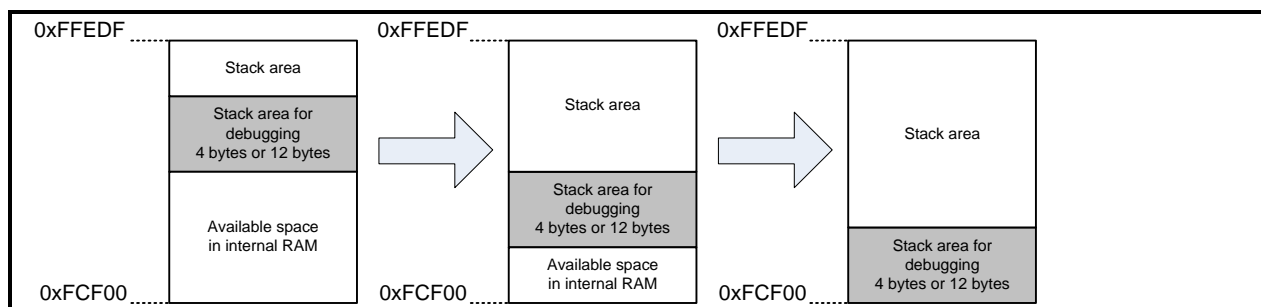 0xFFEDF
Stack area
Stack area for
debugging
4 bytes or 12 bytes
Available space
in internal RAM
0xFCF00
0xFFEDF
Stack area
Stack area for
debugging
4 bytes or 12 bytes
Available space
in internal RAM
0xFCF00
0xFFEDF
Stack area
Stack area for
debugging
4 bytes or 12 bytes
0xFCF00